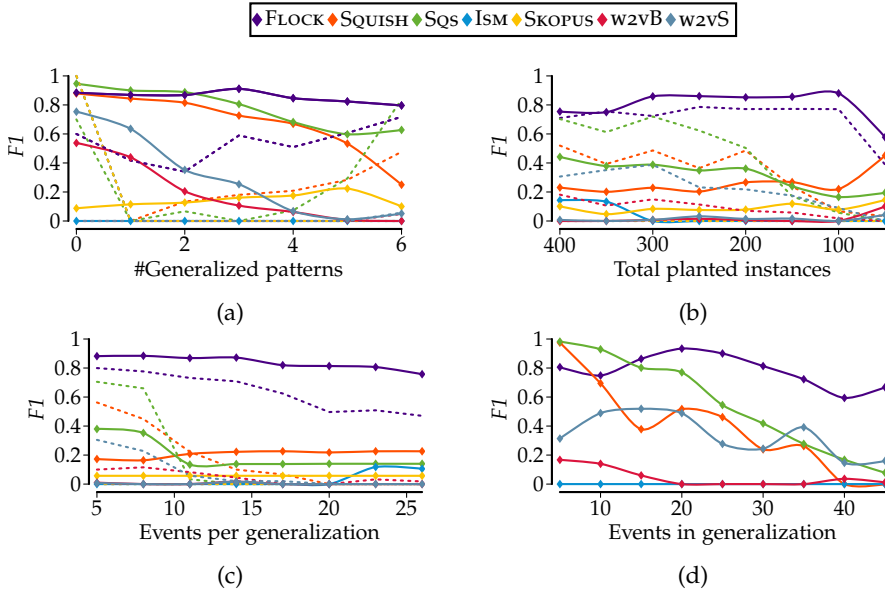 FLOCK SQUISH SQS ISM SKOPUS W2VB W2VS
1
0.8
0.6
0.4
0.2
0
F1
0 2 4 6
#Generalized patterns
(a)
1
0.8
0.6
0.4
0.2
0
F1
400 300 200 100
Total planted instances
(b)
1
0.8
0.6
0.4
0.2
0
F1
5 10 15 20 25
Events per generalization
(c)
1
0.8
0.6
0.4
0.2
0
F1
10 20 30 40
Events in generalization
(d)